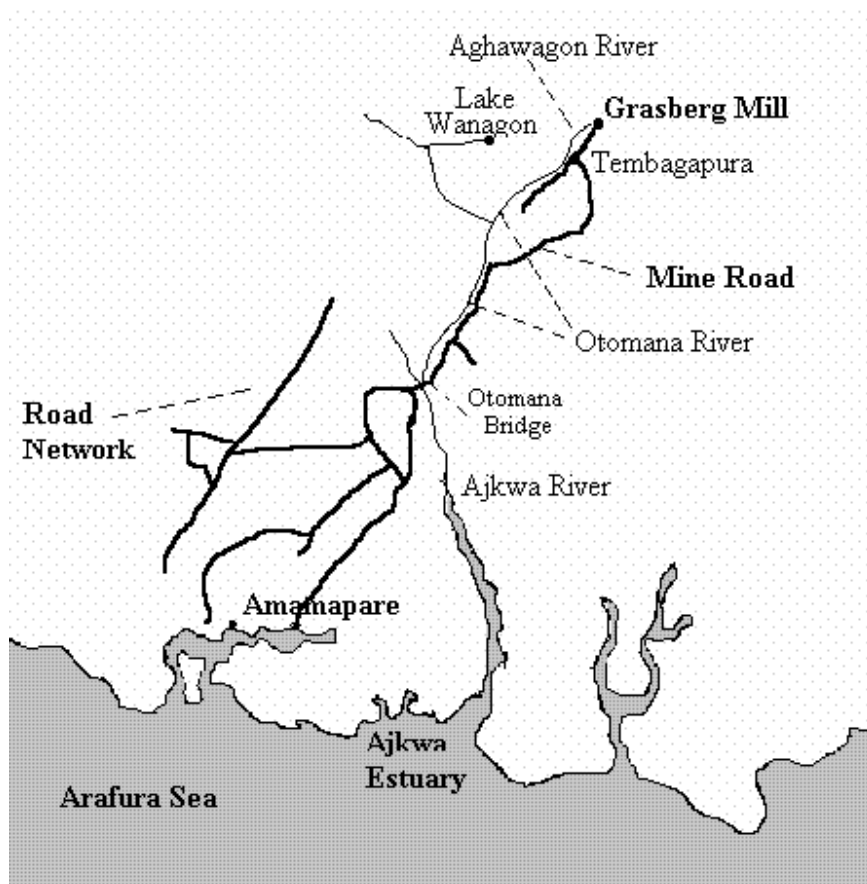 Aghawagon River
Lake
Wanagon
Grasberg Mill
Tembagapura
Mine Road
Otomana River
Otomana
Bridge
Road
Network
Ajkwa River
Amamapare
Ajkwa
Estuary
Arafura Sea